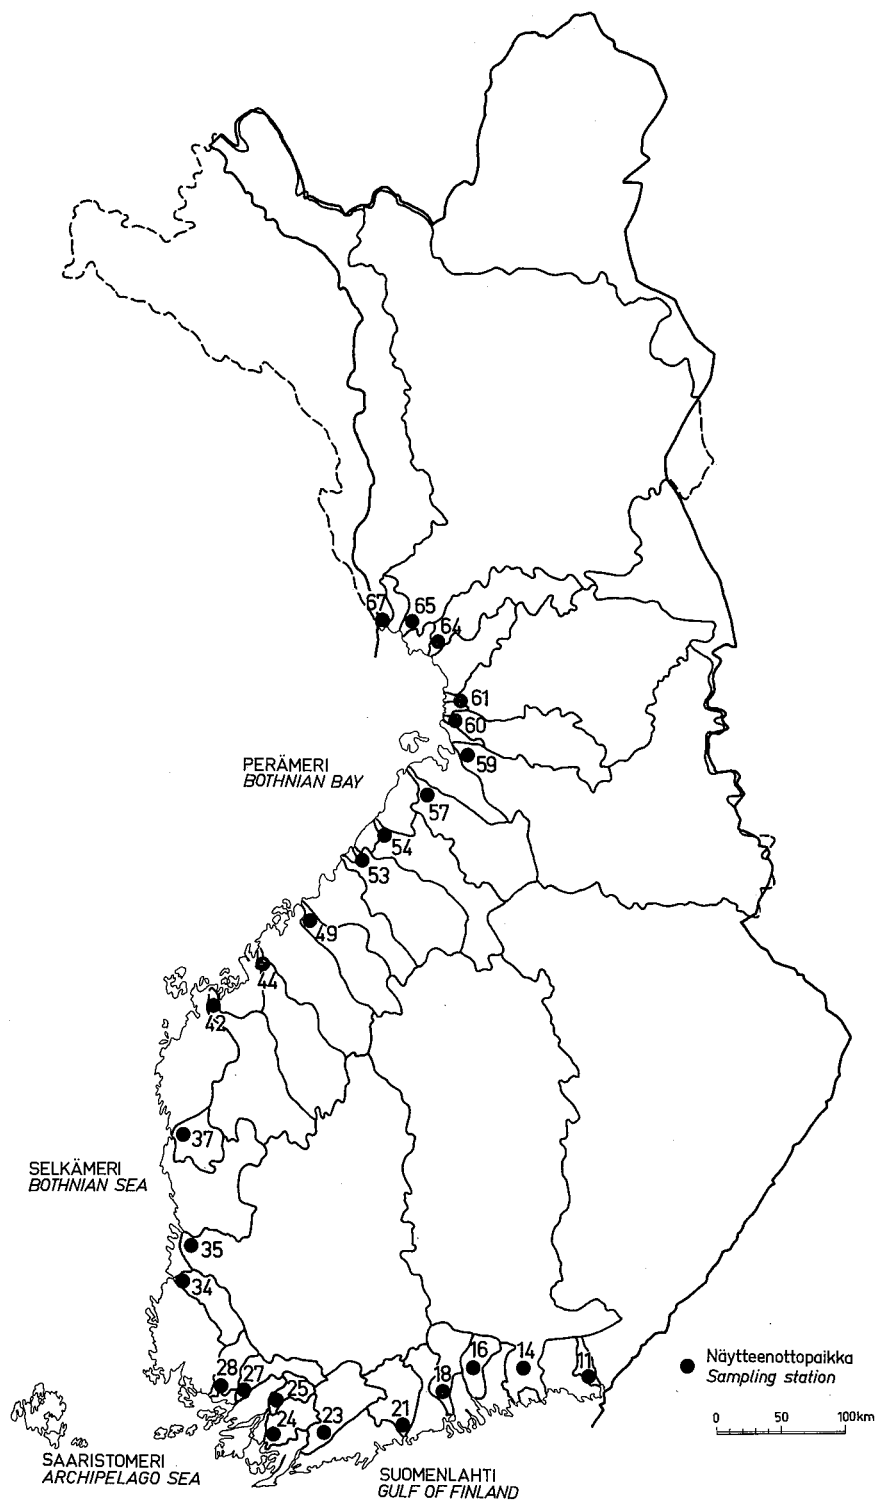 67
65
64
61
60
59
PERÄMERI
BOTHNIAN BAY
57
54
53
49
44
42
37
SELKÄMERI
BOTHNIAN SEA
35
34
28
27
25
24
23
21
18
16
14
11
Näytteenottopaikka
Sampling station
0 50 100km
SAARISTOMERI
ARCHIPELAGO SEA
SUOMENLAHTI
GULF OF FINLAND